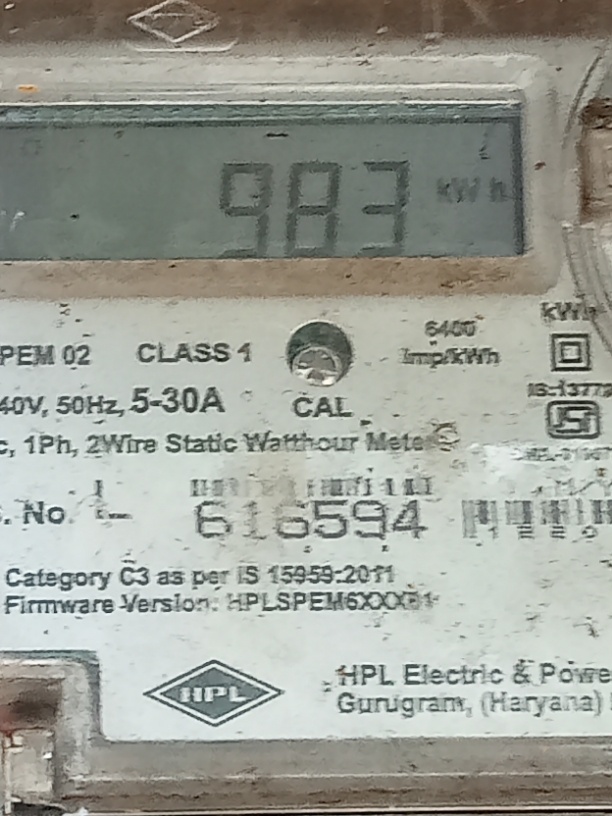 983 kWh
kWh
PEM 02 CLASS 1 6400
Imp/kWh
40V, 50Hz, 5-30A CAL
c, 1Ph, 2Wire Static Watthour Meter
. No. L 616594
Category C3 as per IS 15959:2011
Firmware Version:
HPL
HPL Electric & Powe
Gurugram, (Haryana)